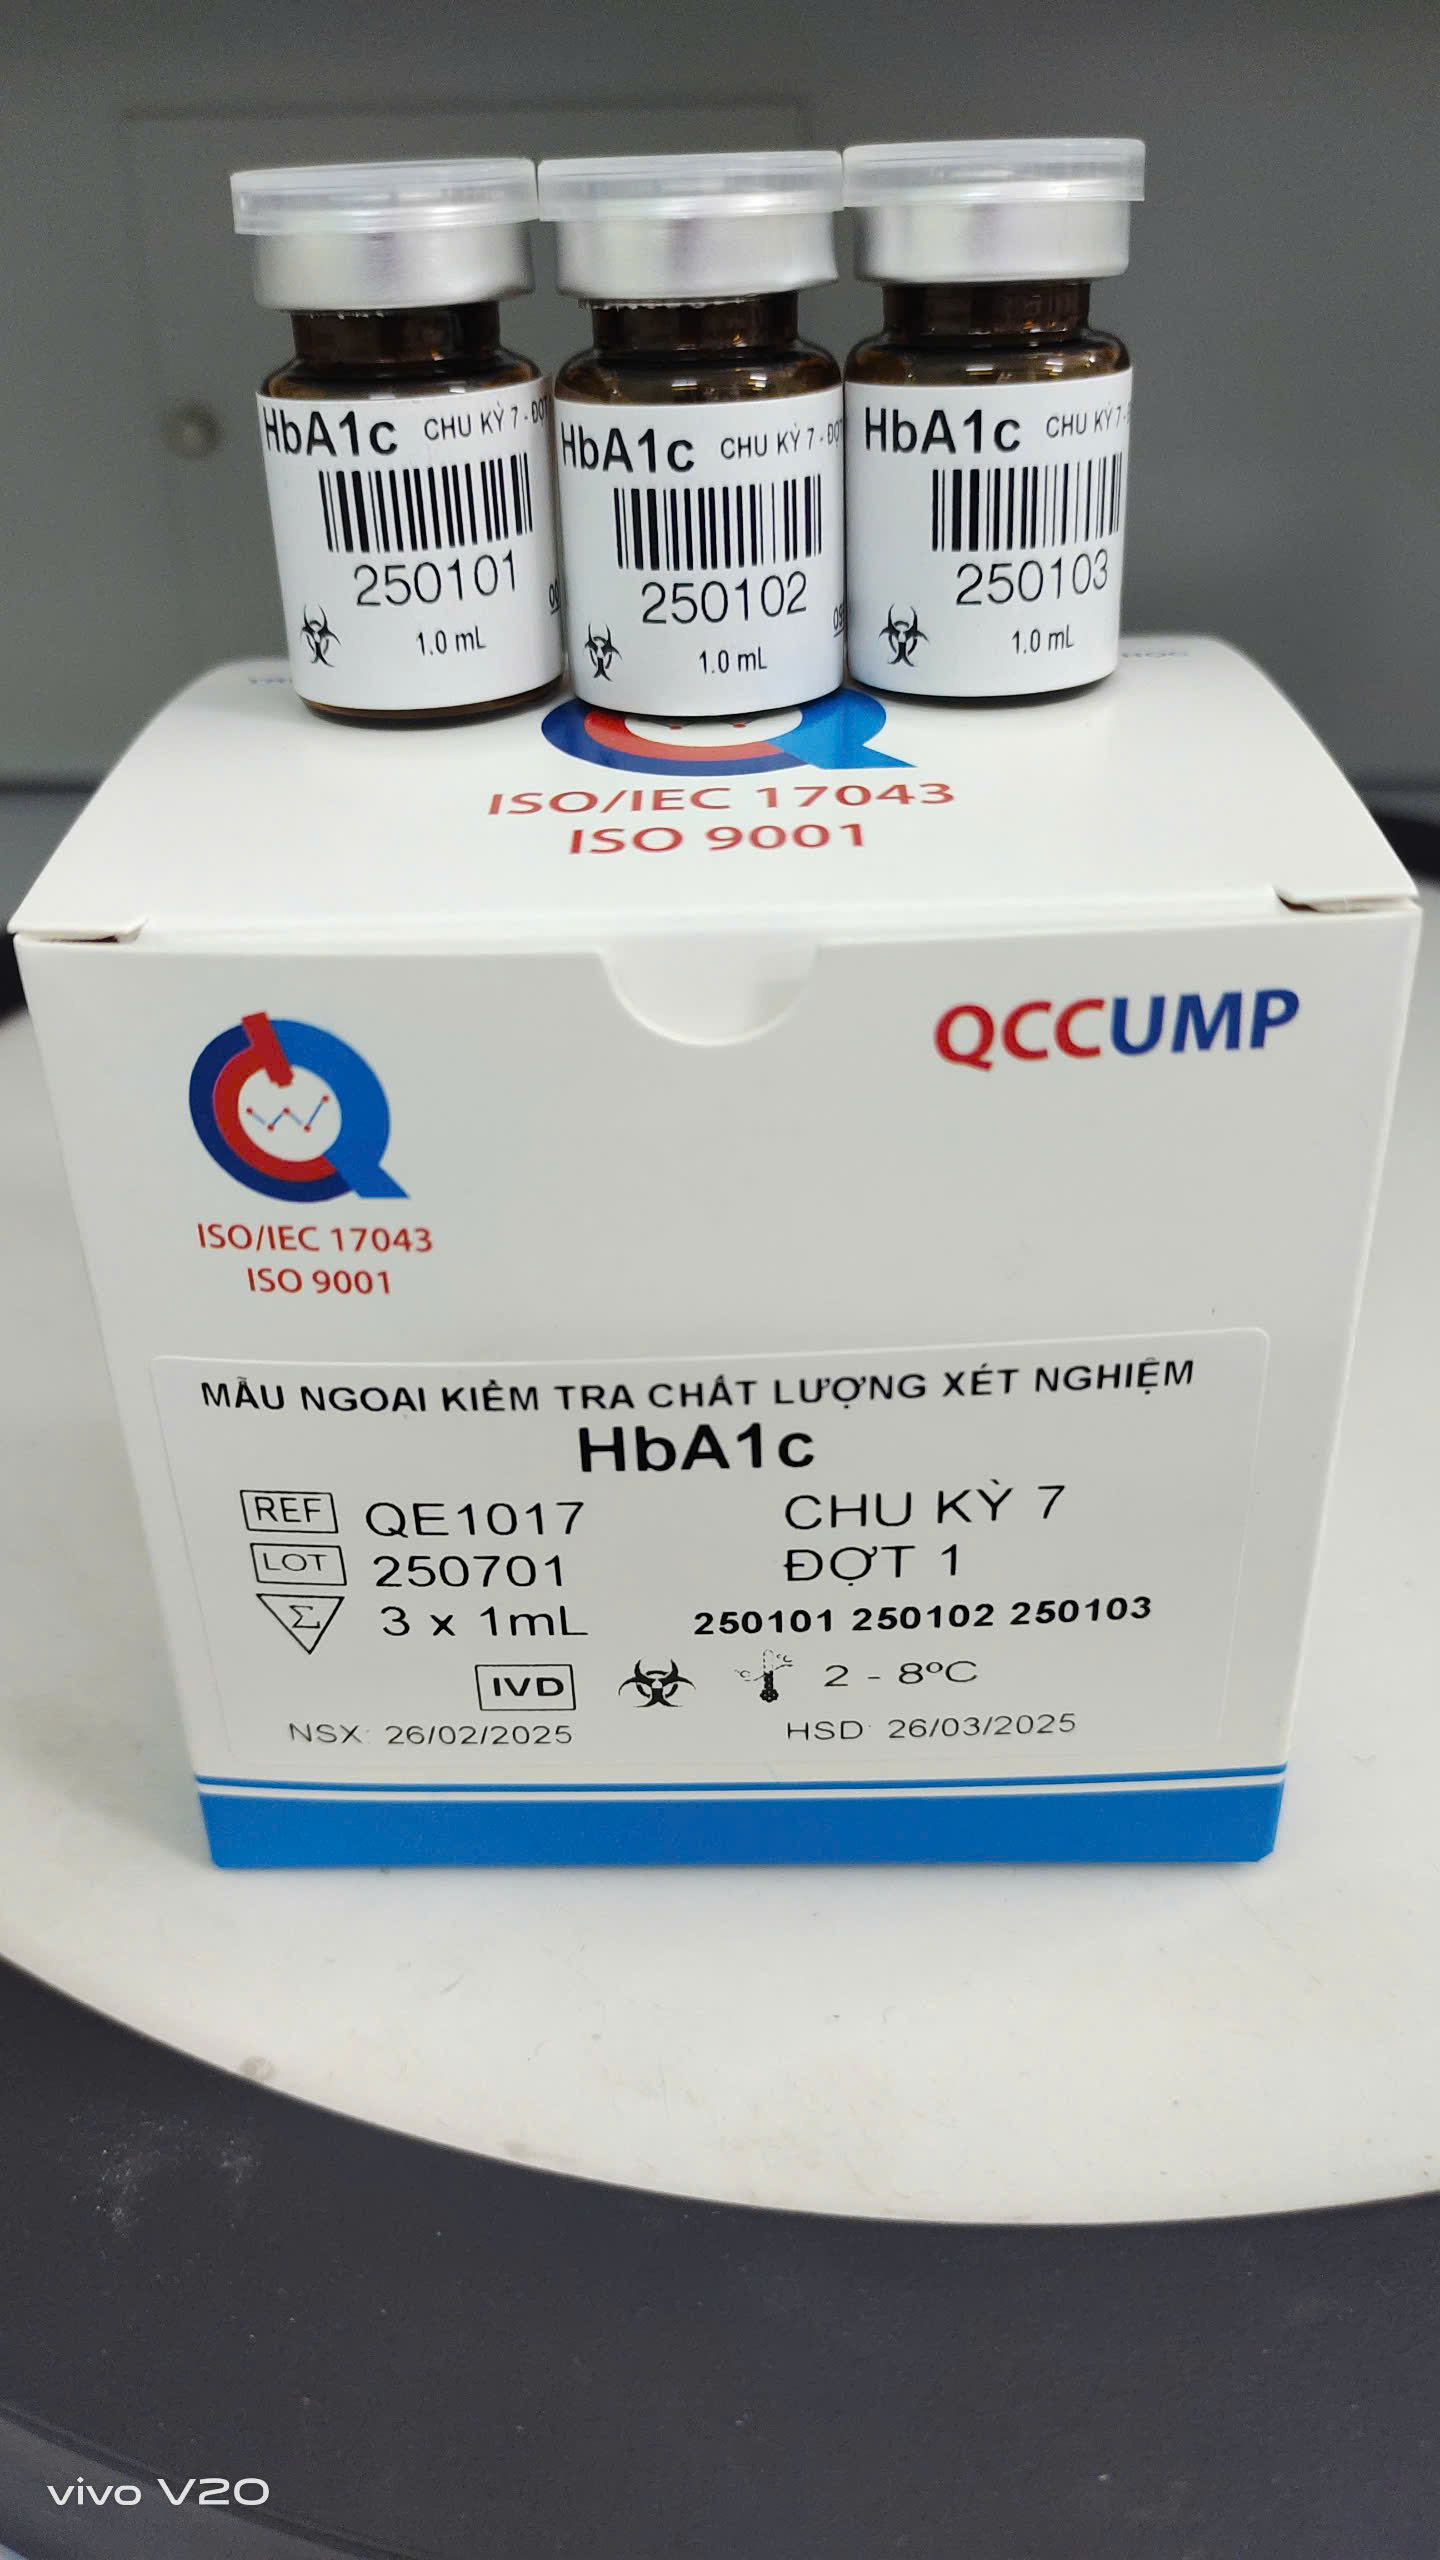 HbA1c CHU KỲ 7 - ĐỢT
250101
1.0 mL
HbA1c CHU KỲ 7 - ĐỢ
250102
1.0 mL
HbA1c CHU KỲ 7 -
250103
1.0 mL
ISO/IEC 17043
ISO 9001
QCCUMP
ISO/IEC 17043
ISO 9001
MẪU NGOẠI KIỂM TRA CHẤT LƯỢNG XÉT NGHIỆM
HbA1c
REF QE1017 CHU KỲ 7
LOT 250701 ĐỢT 1
Σ 3 x 1mL 250101 250102 250103
IVD 2 - 8ºC
NSX: 26/02/2025 HSD: 26/03/2025
vivo V20